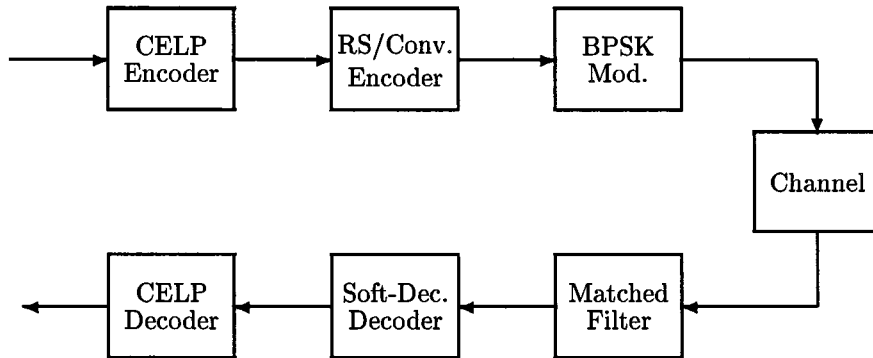 CELP
Encoder
RS/Conv.
Encoder
BPSK
Mod.
Channel
CELP
Decoder
Soft-Dec.
Decoder
Matched
Filter